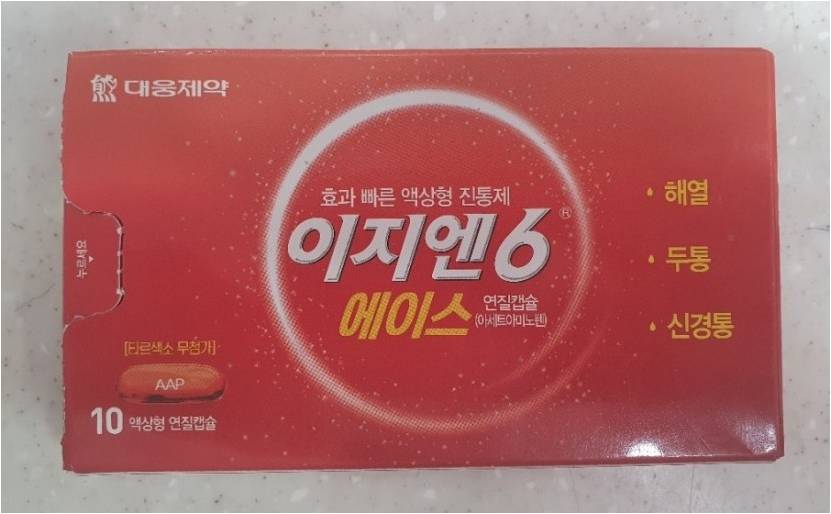 대웅제약
효과 빠른 액상형 진통제
이지엔6®
에이스 연질캡슐
(아세트아미노펜)
· 해열
· 두통
· 신경통
누르세요
[타르색소 무첨가]
AAP
10 액상형 연질캡슐